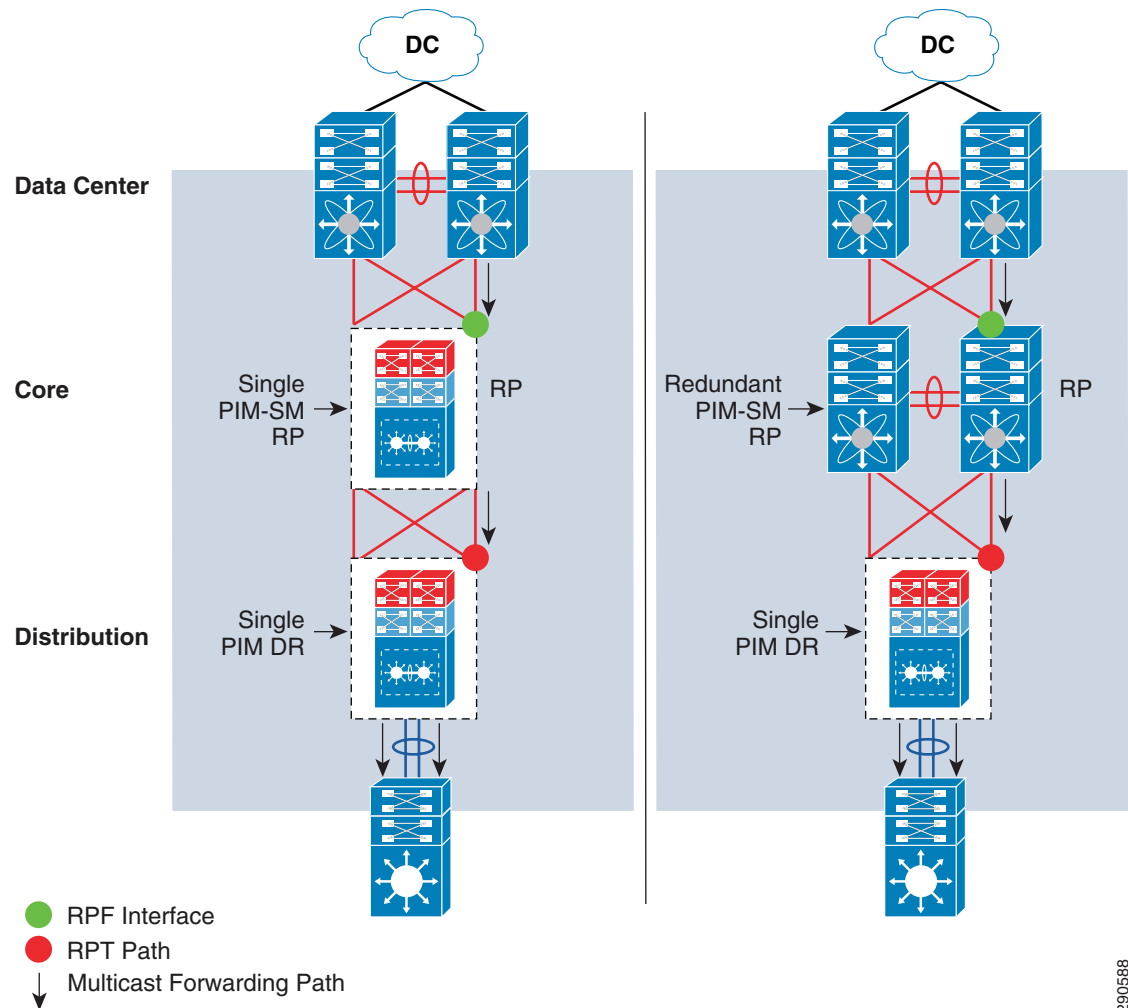 DC
DC
Data Center
Core
Single
PIM-SM
RP
RP
Redundant
PIM-SM
RP
RP
Distribution
Single
PIM DR
Single
PIM DR
RPF Interface
RPT Path
Multicast Forwarding Path
290588